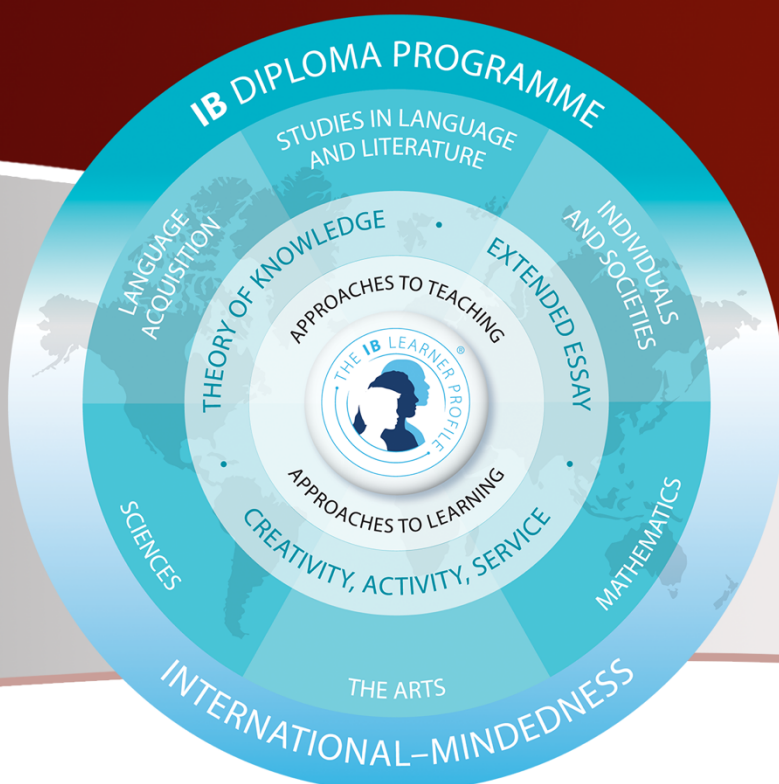 IB DIPLOMA PROGRAMME
STUDIES IN LANGUAGE
AND LITERATURE
LANGUAGE
ACQUISITION
INDIVIDUALS
AND SOCIETIES
THEORY OF KNOWLEDGE
•
EXTENDED ESSAY
•
APPROACHES TO TEACHING
THE IB LEARNER PROFILE ®
APPROACHES TO LEARNING
•
CREATIVITY, ACTIVITY, SERVICE
SCIENCES
MATHEMATICS
THE ARTS
INTERNATIONAL–MINDEDNESS